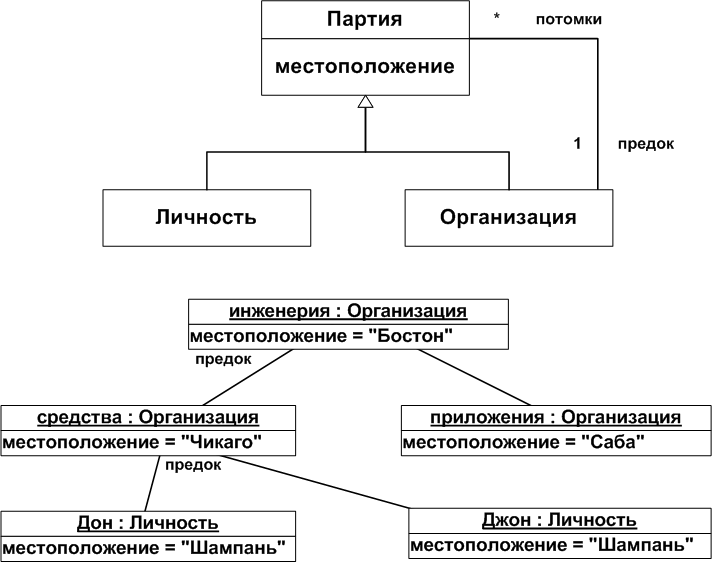 Партия
* потомки
местоположение
1 предок
Личность
Организация
инженерия : Организация
местоположение = "Бостон"
предок
средства : Организация
местоположение = "Чикаго"
приложения : Организация
местоположение = "Саба"
предок
Дон : Личность
местоположение = "Шампань"
Джон : Личность
местоположение = "Шампань"